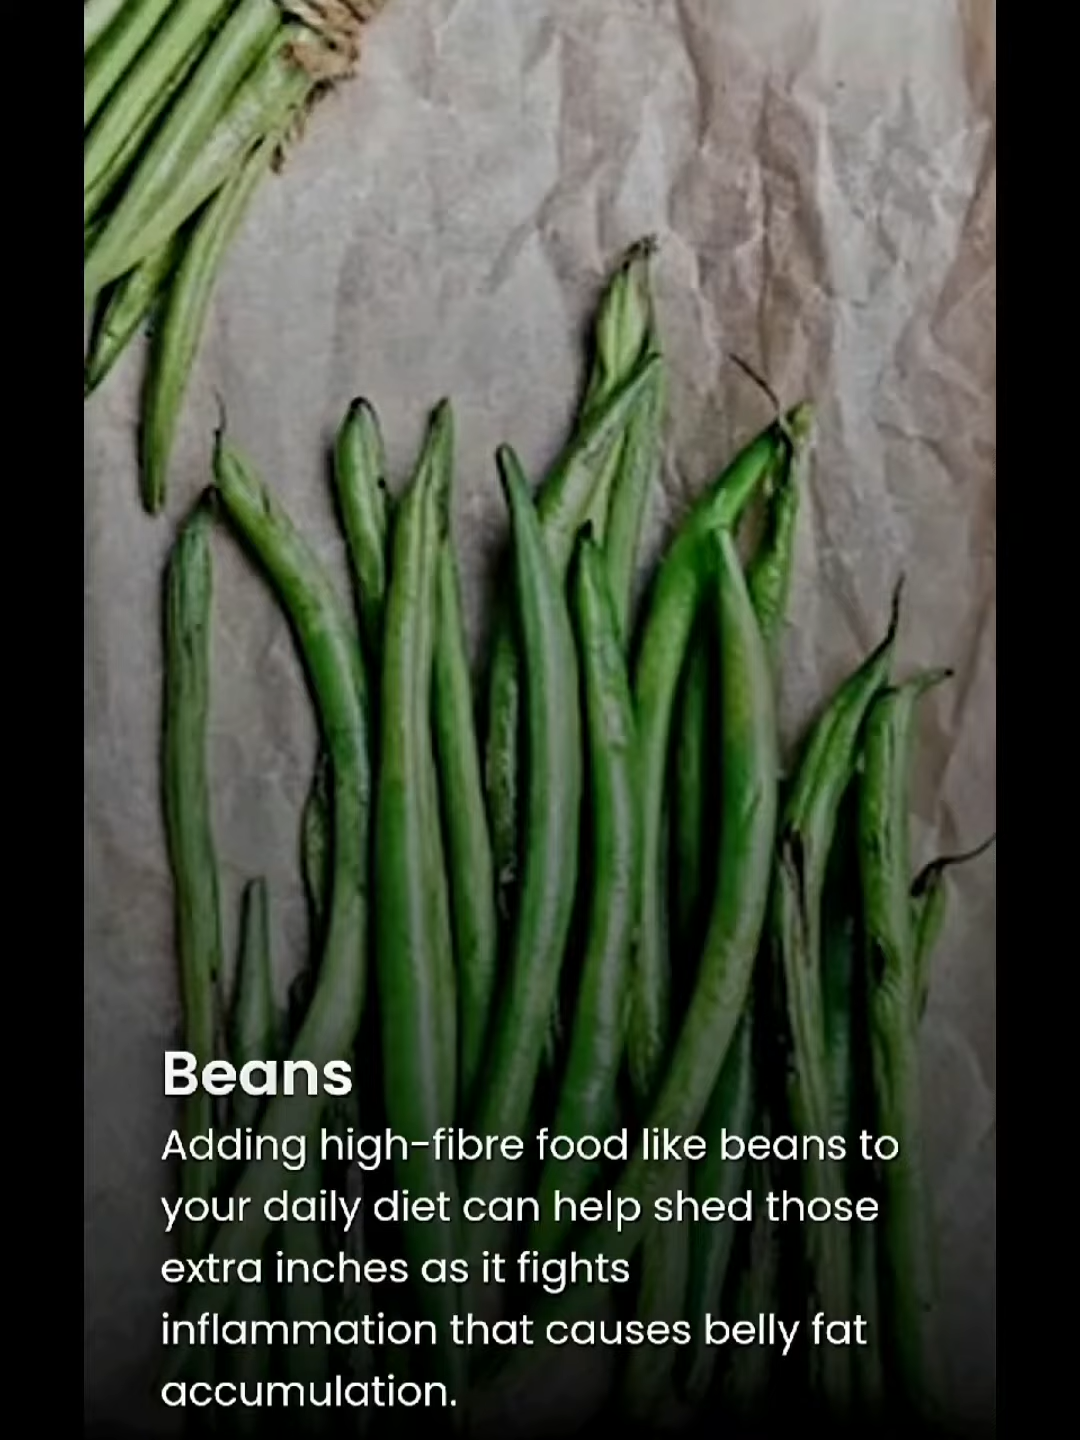 Beans
Adding high-fibre food like beans to
your daily diet can help shed those
extra inches as it fights
inflammation that causes belly fat
accumulation.